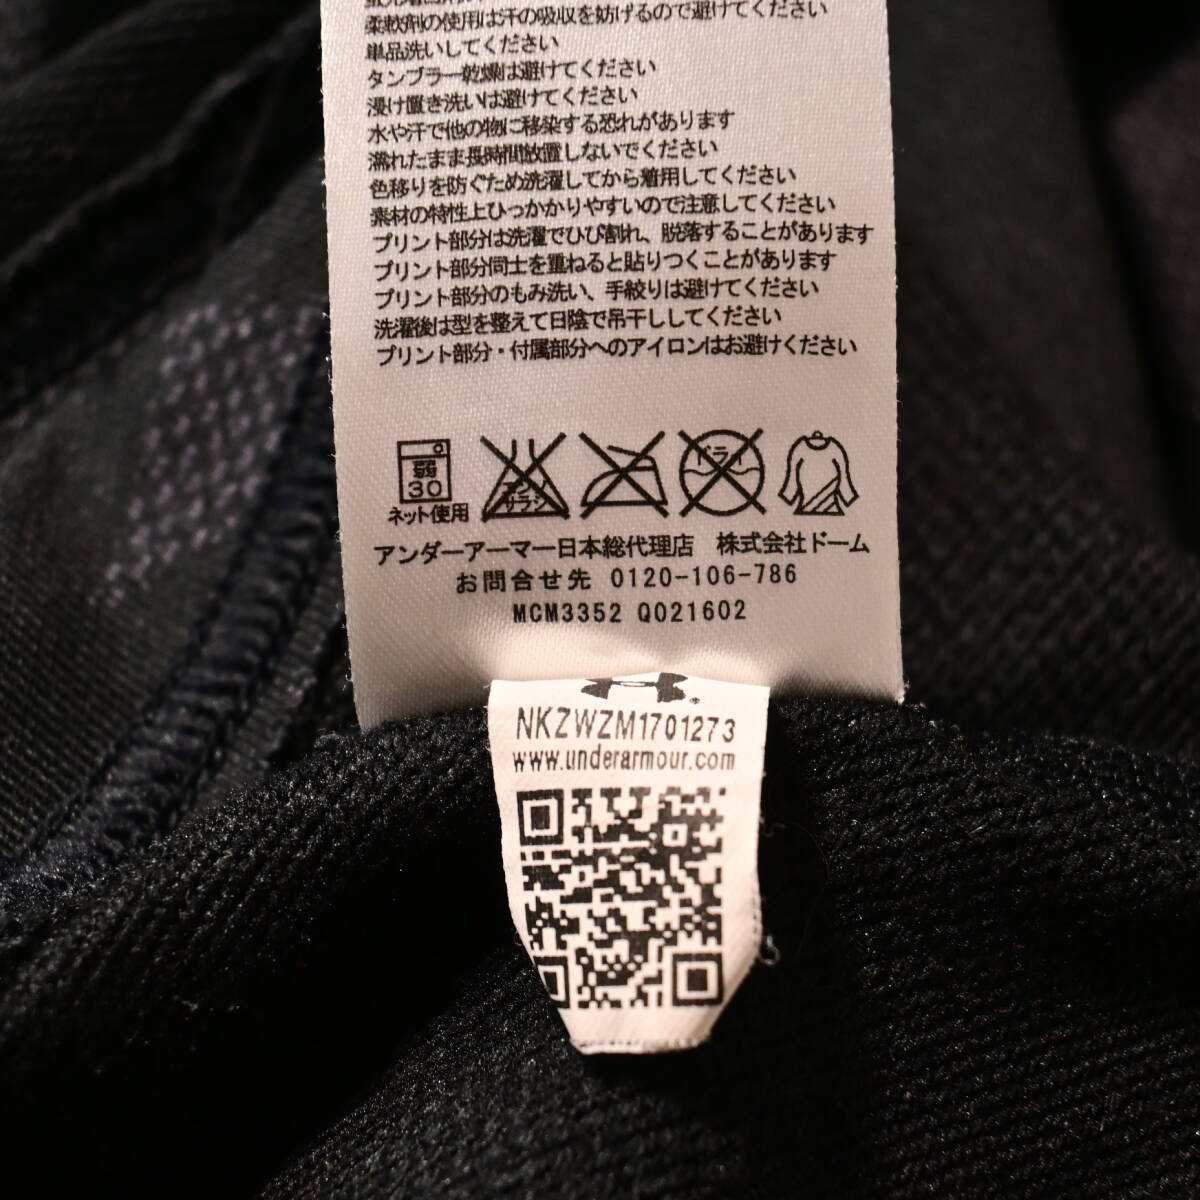 柔軟剤の使用は汗の吸収を妨げるので避けてください
単品洗いしてください
タンブラー乾燥は避けてください
浸け置き洗いは避けてください
水や汗で他の物に移染する恐れがあります
濡れたまま長時間放置しないでください
色移りを防ぐため洗濯してから着用してください
素材の特性上ひっかかりやすいので注意してください
プリント部分は洗濯でひび割れ、脱落することがあります
プリント部分同士を重ねると貼りつくことがあります
プリント部分のもみ洗い、手絞りは避けてください
洗濯後は型を整えて日陰で吊干ししてください
プリント部分・付属部分へのアイロンはお避けください
弱
30
エンソ
サラシ
ドライ
ネット使用
アンダーアーマー日本総代理店 株式会社ドーム
お問合せ先 0120-106-786
MCM3352 Q021602
NKZWZM1701273
www.underarmour.com